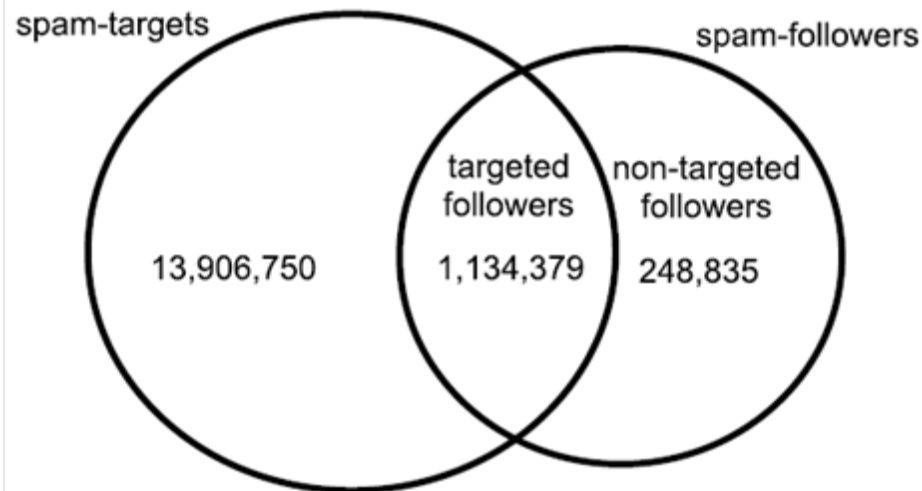 spam-targets
spam-followers
targeted
followers
non-targeted
followers
13,906,750
1,134,379
248,835